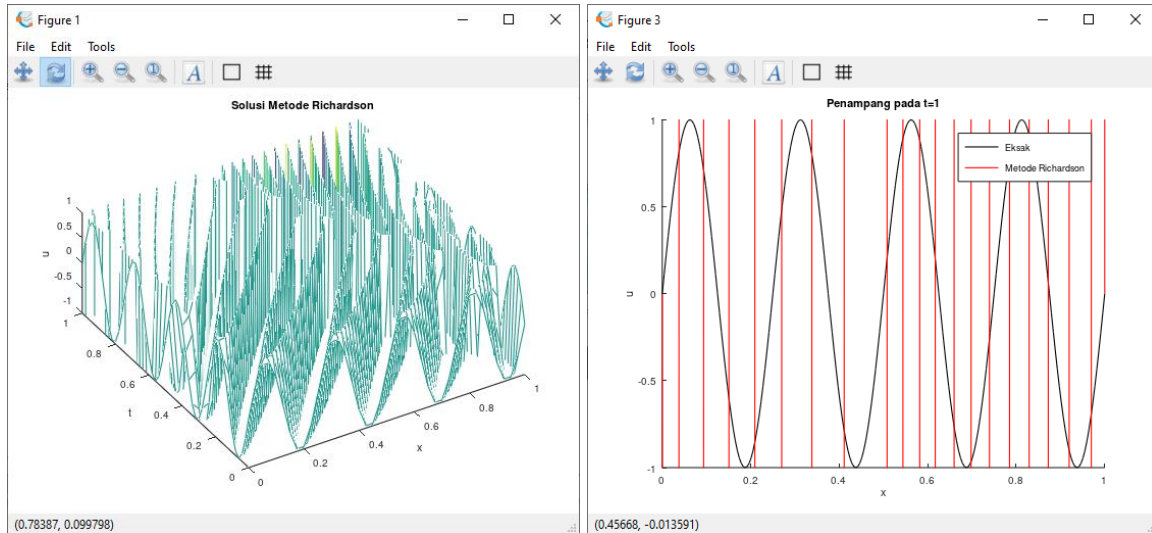 Figure 1
File Edit Tools
A
Solusi Metode Richardson
1
0.5
0
-0.5
-1
u
1
0.8
0.6
0.4
0.2
0
t
0
0.2
0.4
0.6
0.8
1
x
(0.78387, 0.099798)
Figure 3
File Edit Tools
A
Penampang pada t=1
Eksak
Metode Richardson
1
0.5
0
-0.5
-1
u
0 0.2 0.4 0.6 0.8 1
x
(0.45668, -0.013591)